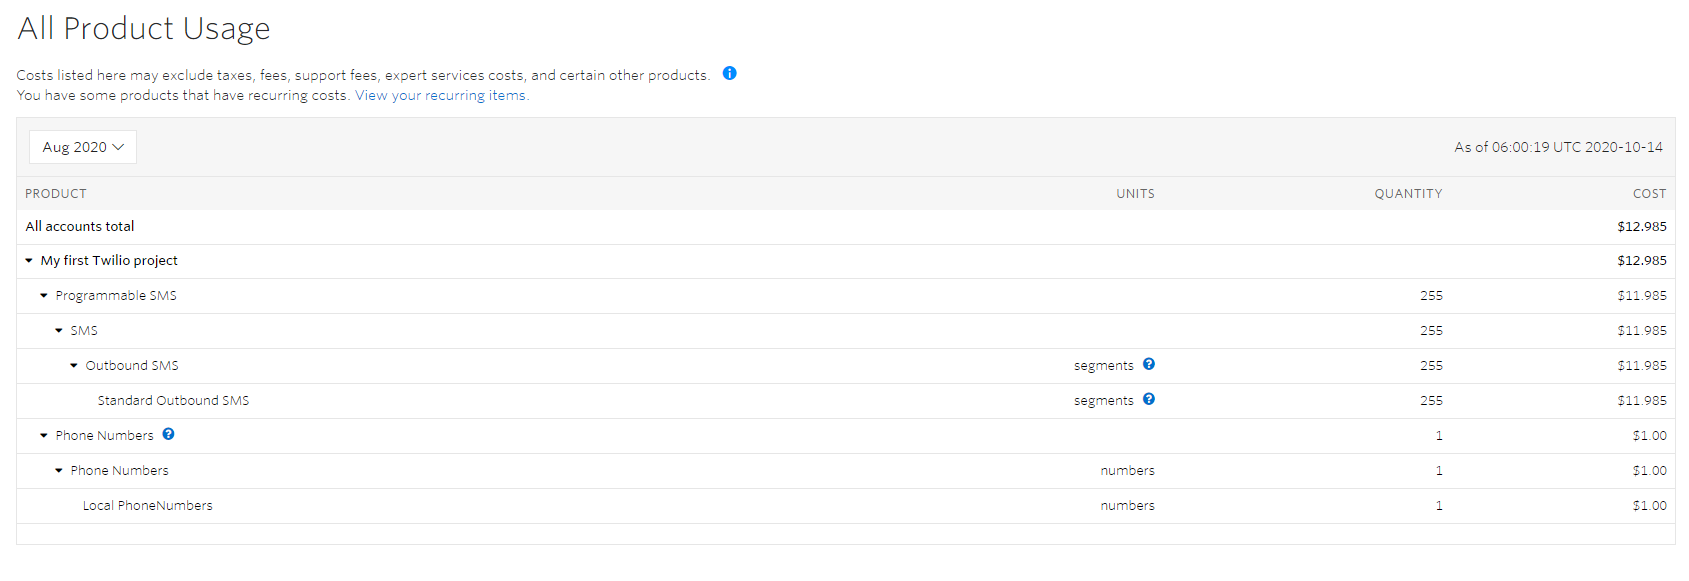 All Product Usage
Costs listed here may exclude taxes, fees, support fees, expert services costs, and certain other products.
You have some products that have recurring costs. View your recurring items.
Aug 2020 As of 06:00:19 UTC 2020-10-14
PRODUCT UNITS QUANTITY COST
All accounts total $12.985
My first Twilio project $12.985
Programmable SMS 255 $11.985
SMS 255 $11.985
Outbound SMS segments 255 $11.985
Standard Outbound SMS segments 255 $11.985
Phone Numbers 1 $1.00
Phone Numbers numbers 1 $1.00
Local PhoneNumbers numbers 1 $1.00